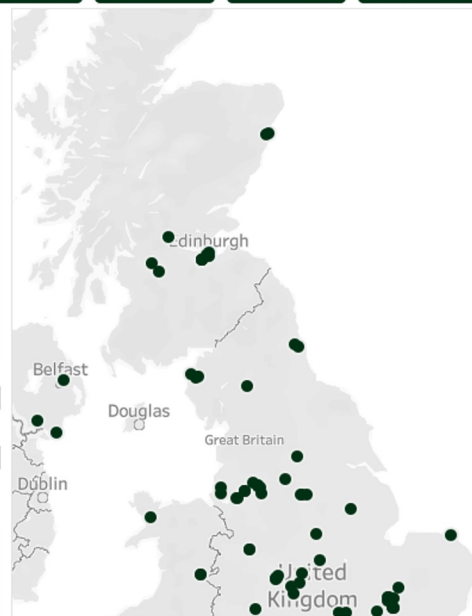 Edinburgh
Belfast
Douglas
Great Britain
Dublin
United
Kingdom